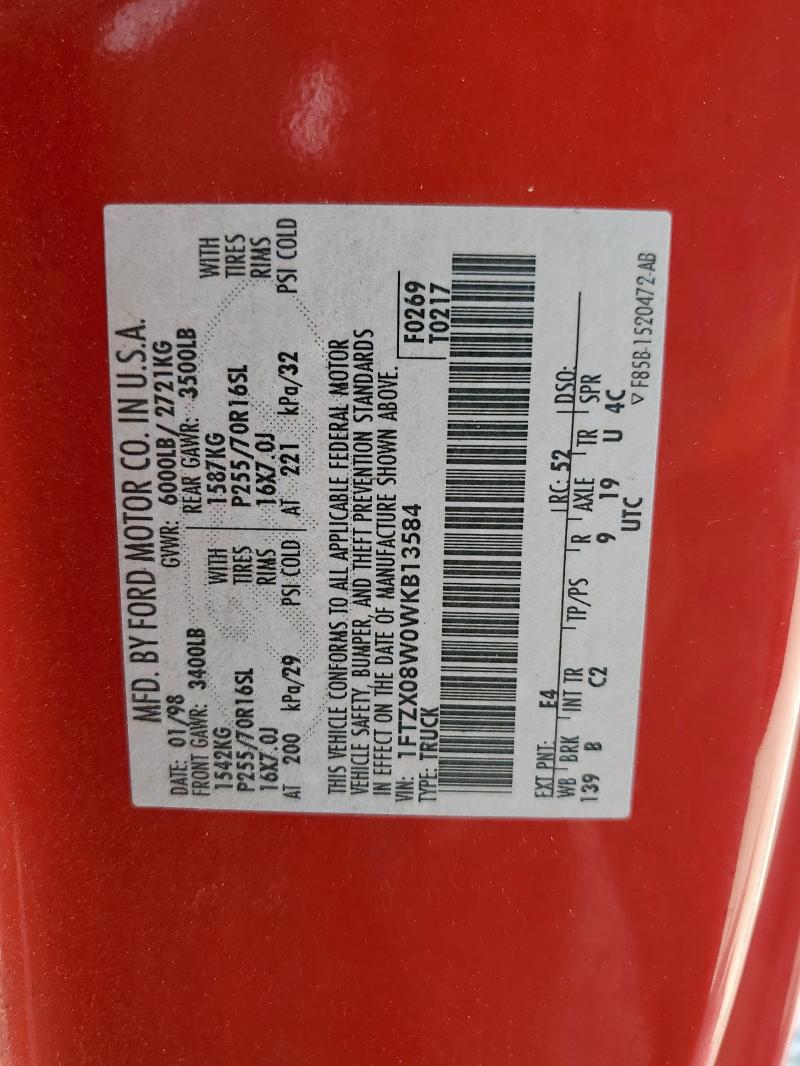 MFD. BY FORD MOTOR CO. IN U.S.A.
DATE: 01/98 GVWR: 6000LB/ 2721KG
FRONT GAWR: 3400LB REAR GAWR: 3500LB
1542KG WITH 1587KG WITH
P255/70R16SL TIRES P255/70R16SL TIRES
16X7.0J RIMS 16X7.0J RIMS
AT 200 kPa/29 PSI COLD AT 221 kPa/32 PSI COLD
THIS VEHICLE CONFORMS TO ALL APPLICABLE FEDERAL MOTOR
VEHICLE SAFETY, BUMPER, AND THEFT PREVENTION STANDARDS
IN EFFECT ON THE DATE OF MANUFACTURE SHOWN ABOVE.
VIN: 1FTZX08W0WKB13584 F0269
TYPE: TRUCK T0217
EXT PNT: E4 RC: 52 DSO:
WB BRK INT TR TP/PS R AXLE TR SPR
139 B C2 9 19 U 4C
UTC
▽ F85B-1520472-AB